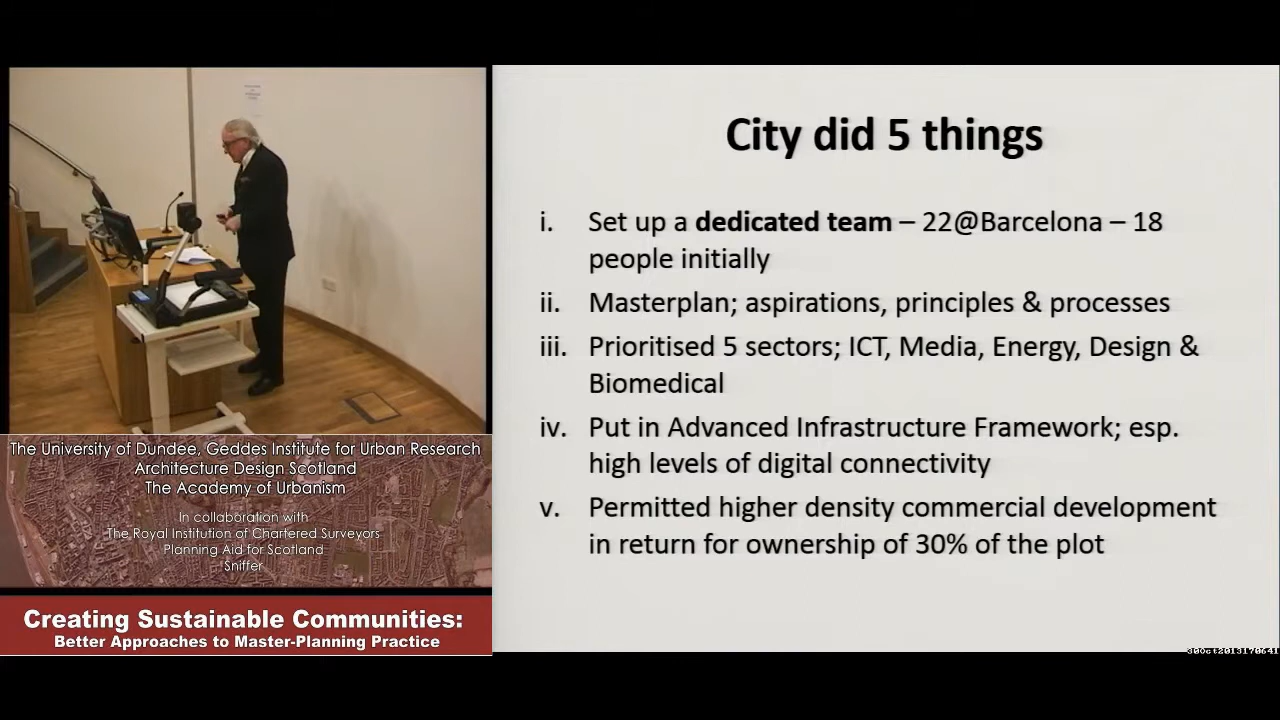 City did 5 things
i. Set up a dedicated team – 22@Barcelona – 18
people initially
ii. Masterplan; aspirations, principles & processes
iii. Prioritised 5 sectors; ICT, Media, Energy, Design &
Biomedical
iv. Put in Advanced Infrastructure Framework; esp.
high levels of digital connectivity
v. Permitted higher density commercial development
in return for ownership of 30% of the plot
The University of Dundee, Geddes Institute for Urban Research
Architecture Design Scotland
The Academy of Urbanism
In collaboration with
The Royal Institution of Chartered Surveyors
Planning Aid for Scotland
Sniffer
Creating Sustainable Communities:
Better Approaches to Master-Planning Practice